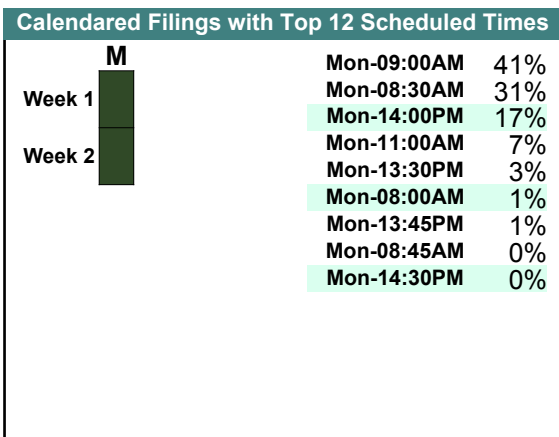 Calendared Filings with Top 12 Scheduled Times
M
Week 1
Week 2
Mon-09:00AM 41%
Mon-08:30AM 31%
Mon-14:00PM 17%
Mon-11:00AM 7%
Mon-13:30PM 3%
Mon-08:00AM 1%
Mon-13:45PM 1%
Mon-08:45AM 0%
Mon-14:30PM 0%